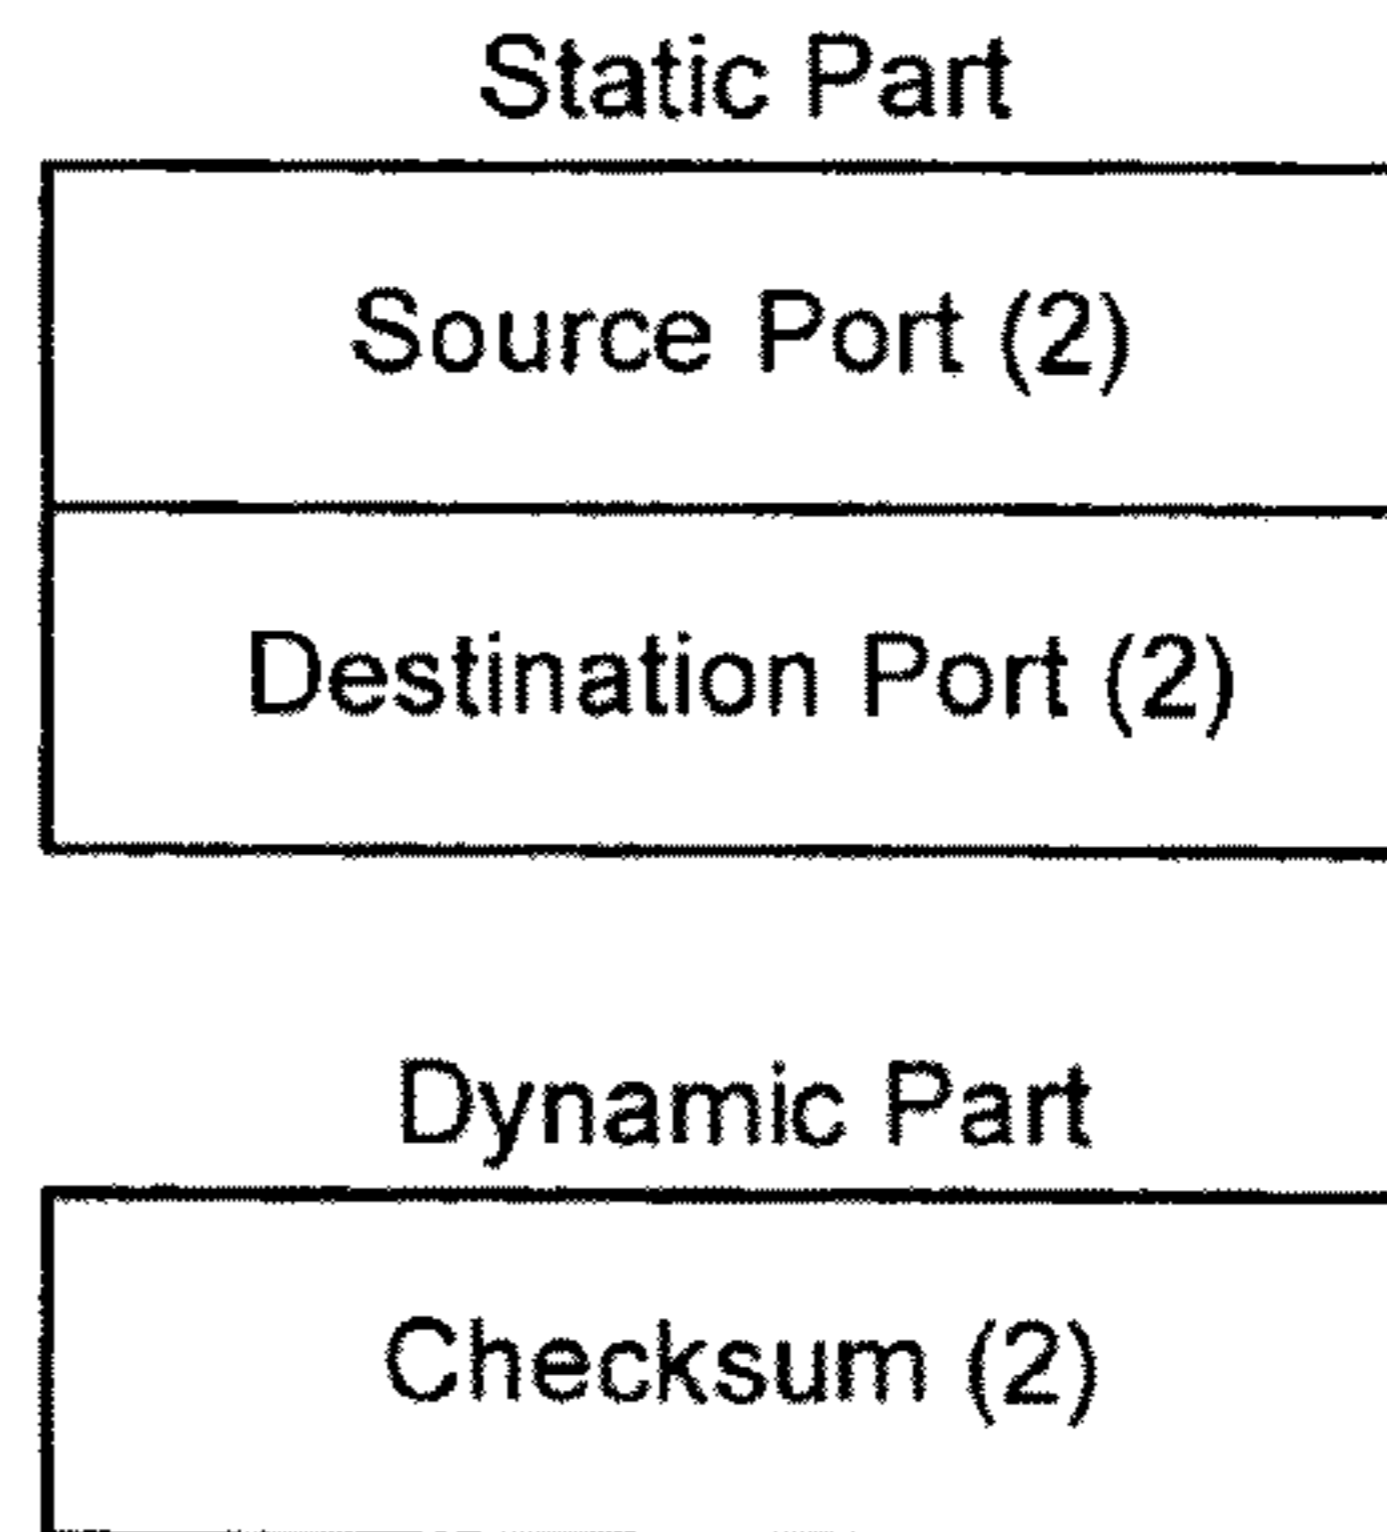 Static Part
Source Port (2)
Destination Port (2)
Dynamic Part
Checksum (2)